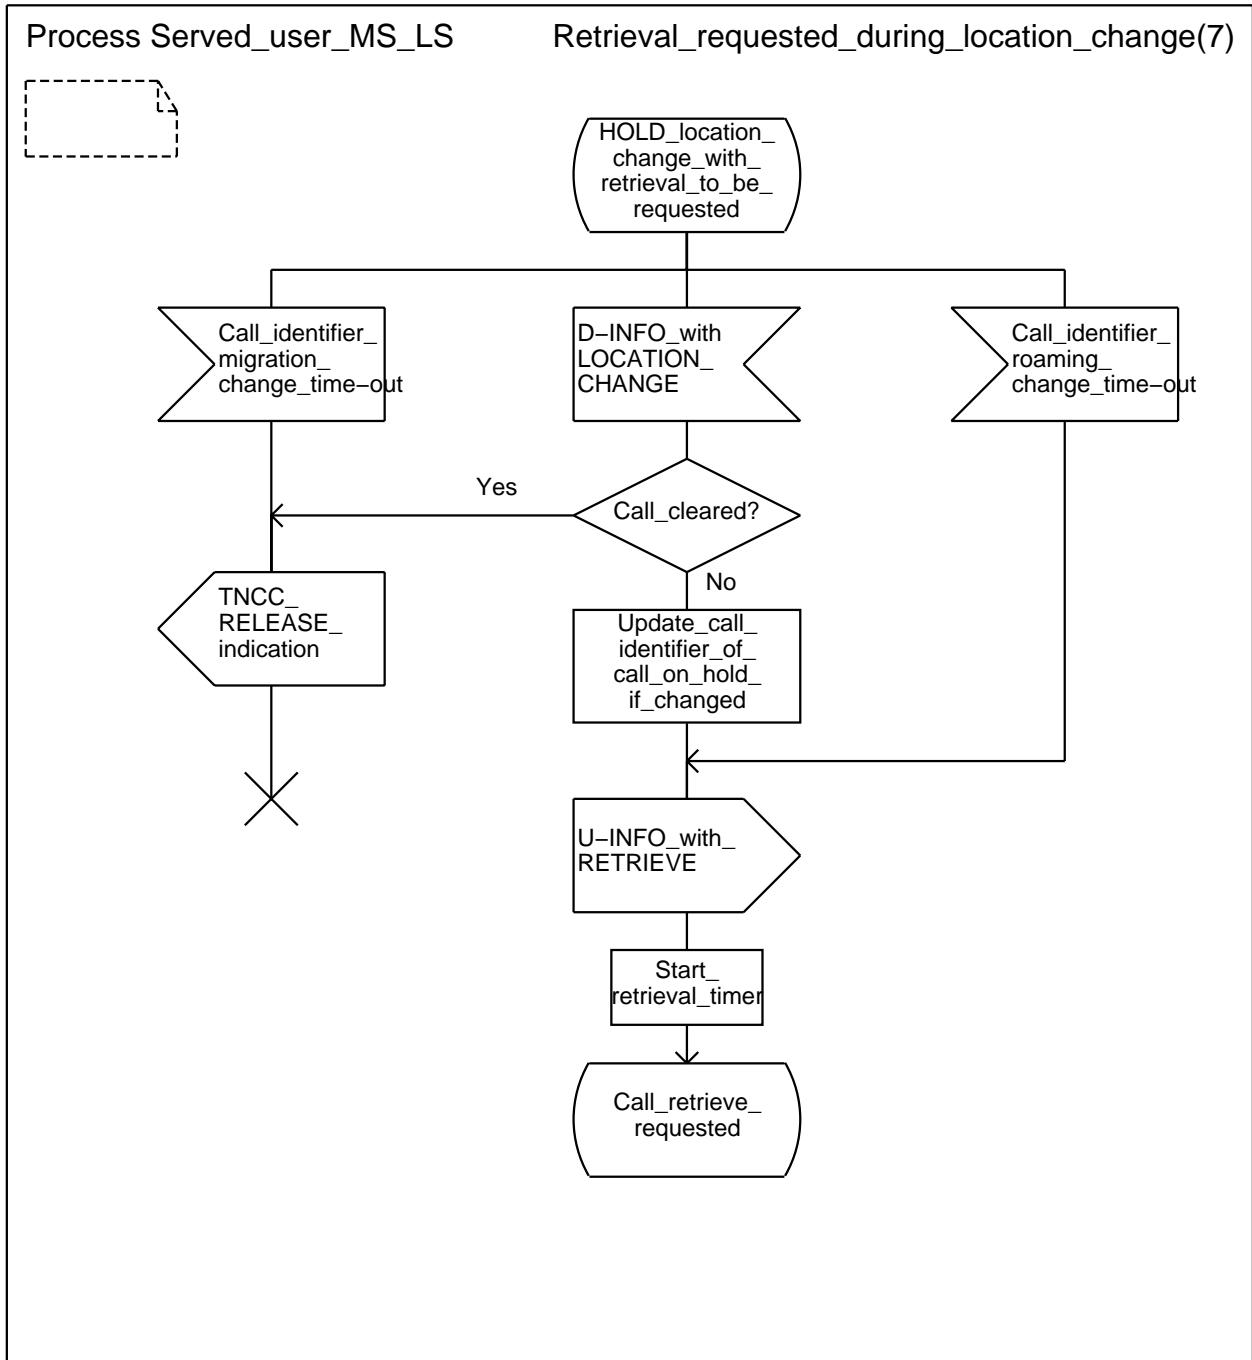 Process Served_user_MS_LS
Retrieval_requested_during_location_change(7)
HOLD_location_
change_with_
retrieval_to_be_
requested
Call_identifier_
migration_
change_time–out
D–INFO_with
LOCATION_
CHANGE
Call_identifier_
roaming_
change_time–out
Yes
Call_cleared?
No
TNCC_
RELEASE_
indication
Update_call_
identifier_of_
call_on_hold_
if_changed
U–INFO_with_
RETRIEVE
Start_
retrieval_timer
Call_retrieve_
requested